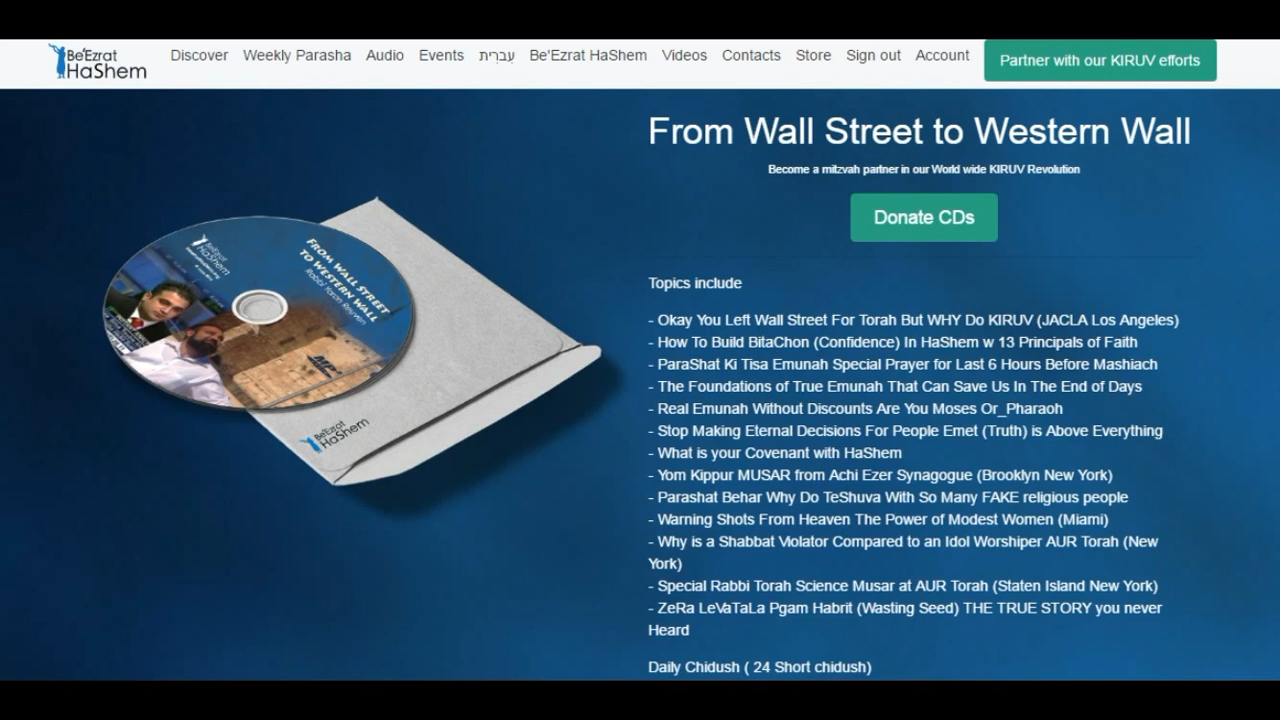 Be'Ezrat
HaShem
Discover Weekly Parasha Audio Events עִבְרִית Be'Ezrat HaShem Videos Contacts Store Sign out Account
Partner with our KIRUV efforts
From Wall Street to Western Wall
Become a mitzvah partner in our World wide KIRUV Revolution
Donate CDs
Be'Ezrat
HaShem
FROM WALL STREET
TO WESTERN WALL
Rabbi Yaron Reuven
MP3
Be'Ezrat
HaShem
Topics include
- Okay You Left Wall Street For Torah But WHY Do KIRUV (JACLA Los Angeles)
- How To Build BitaChon (Confidence) In HaShem w 13 Principals of Faith
- ParaShat Ki Tisa Emunah Special Prayer for Last 6 Hours Before Mashiach
- The Foundations of True Emunah That Can Save Us In The End of Days
- Real Emunah Without Discounts Are You Moses Or_Pharaoh
- Stop Making Eternal Decisions For People Emet (Truth) is Above Everything
- What is your Covenant with HaShem
- Yom Kippur MUSAR from Achi Ezer Synagogue (Brooklyn New York)
- Parashat Behar Why Do TeShuva With So Many FAKE religious people
- Warning Shots From Heaven The Power of Modest Women (Miami)
- Why is a Shabbat Violator Compared to an Idol Worshiper AUR Torah (New
York)
- Special Rabbi Torah Science Musar at AUR Torah (Staten Island New York)
- ZeRa LeVaTaLa Pgam Habrit (Wasting Seed) THE TRUE STORY you never
Heard
Daily Chidush ( 24 Short chidush)